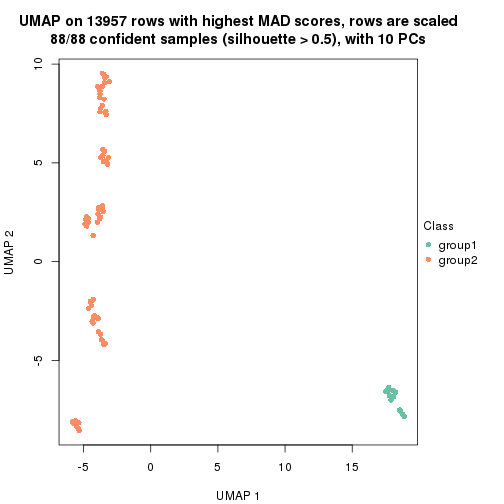 UMAP on 13957 rows with highest MAD scores, rows are scaled
88/88 confident samples (silhouette > 0.5), with 10 PCs
10
5
0
-5
UMAP 2
-5 0 5 10 15
UMAP 1
Class
group1
group2